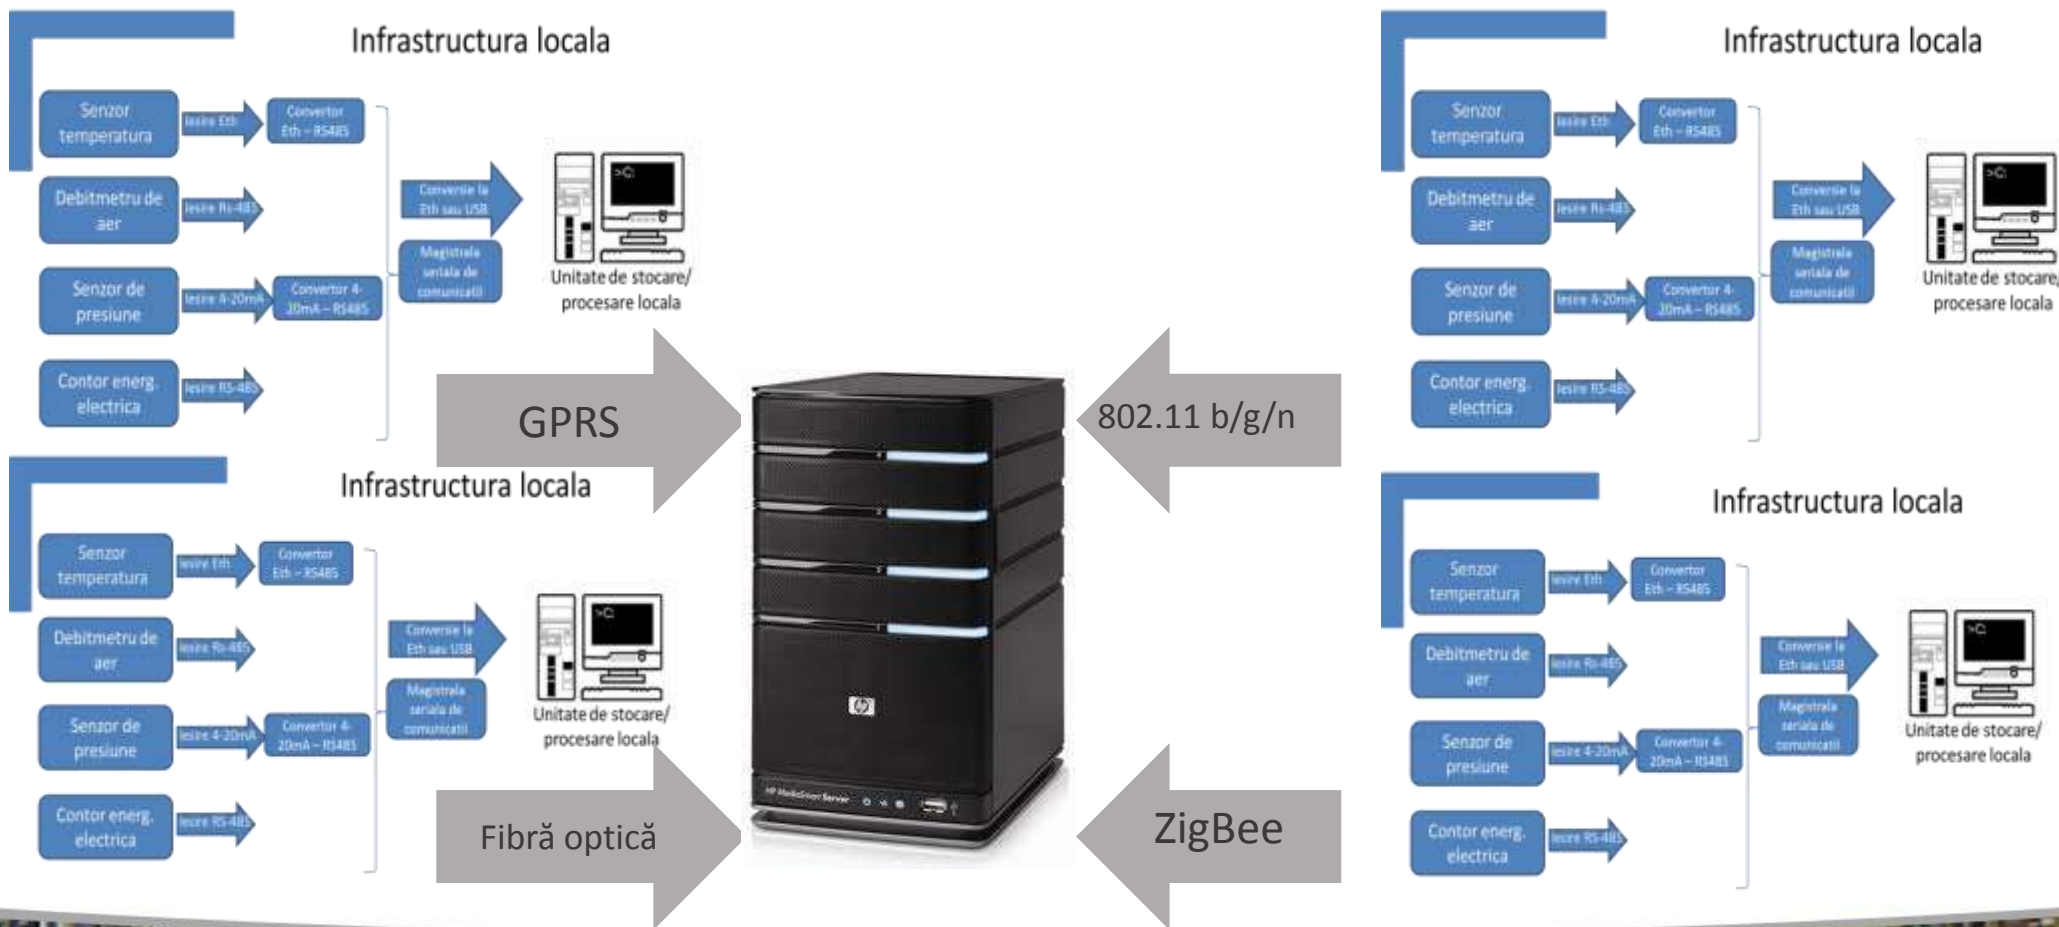 Infrastructura locala
Senzor
temperatura
Iesire Eth
Convertor
Eth – RS485
Debitmetru de
aer
Iesire Rs-485
Senzor de
presiune
Iesire 4-20mA
Convertor 4-
20mA – RS485
Contor energ.
electrica
Iesire RS-485
Conversie la
Eth sau USB
Magistrala
seriala de
comunicatii
>C:
Unitate de stocare/
procesare locala
Infrastructura locala
Senzor
temperatura
Iesire Eth
Convertor
Eth – RS485
Debitmetru de
aer
Iesire Rs-485
Senzor de
presiune
Iesire 4-20mA
Convertor 4-
20mA – RS485
Contor energ.
electrica
Iesire RS-485
Conversie la
Eth sau USB
Magistrala
seriala de
comunicatii
>C:
Unitate de stocare/
procesare locala
GPRS
802.11 b/g/n
Infrastructura locala
Senzor
temperatura
Iesire Eth
Convertor
Eth – RS485
Debitmetru de
aer
Iesire Rs-485
Senzor de
presiune
Iesire 4-20mA
Convertor 4-
20mA – RS485
Contor energ.
electrica
Iesire RS-485
Conversie la
Eth sau USB
Magistrala
seriala de
comunicatii
>C:
Unitate de stocare/
procesare locala
Infrastructura locala
Senzor
temperatura
Iesire Eth
Convertor
Eth – RS485
Debitmetru de
aer
Iesire Rs-485
Senzor de
presiune
Iesire 4-20mA
Convertor 4-
20mA – RS485
Contor energ.
electrica
Iesire RS-485
Conversie la
Eth sau USB
Magistrala
seriala de
comunicatii
>C:
Unitate de stocare/
procesare locala
Fibră optică
ZigBee
hp
HP MediaSmart Server